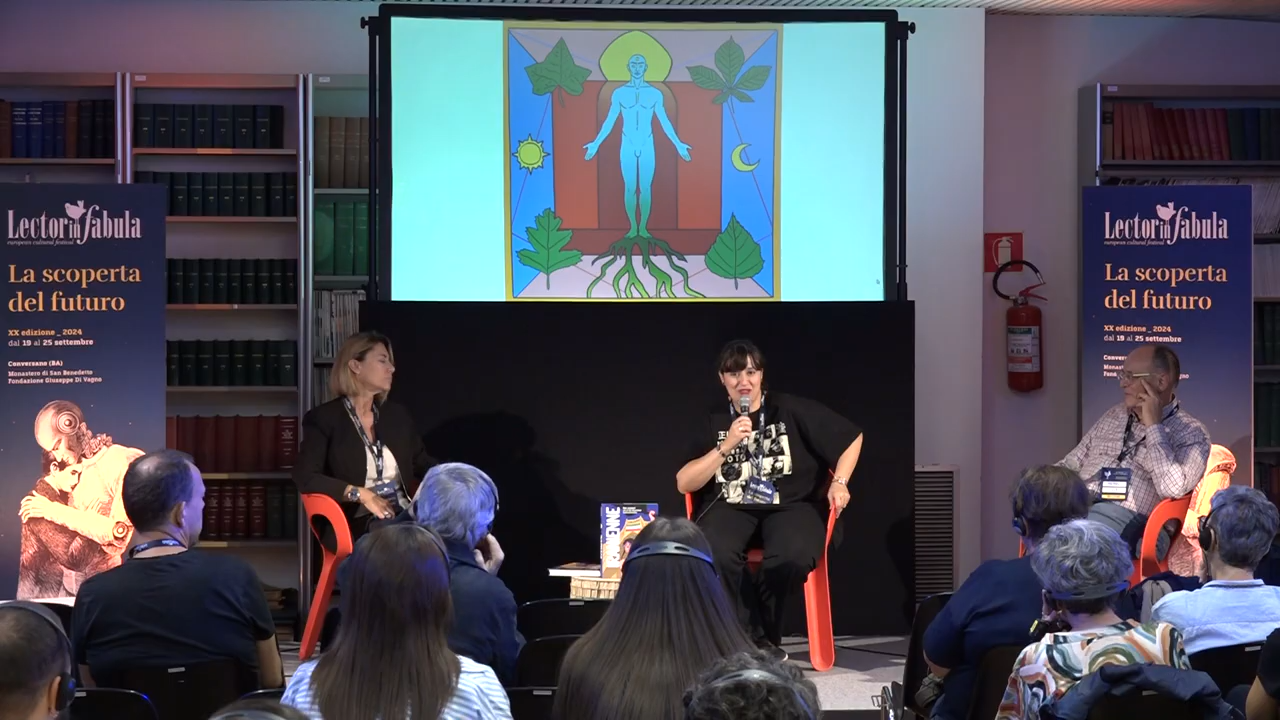 Lector in fabula
european cultural festival
La scoperta
del futuro
XX edizione _ 2024
dal 19 al 25 settembre
Conversano (BA)
Monastero di San Benedetto
Fondazione Giuseppe Di Vagno
Lector in fabula
european cultural festival
La scoperta
del futuro
XX edizione _ 2024
dal 19 al 25 settembre